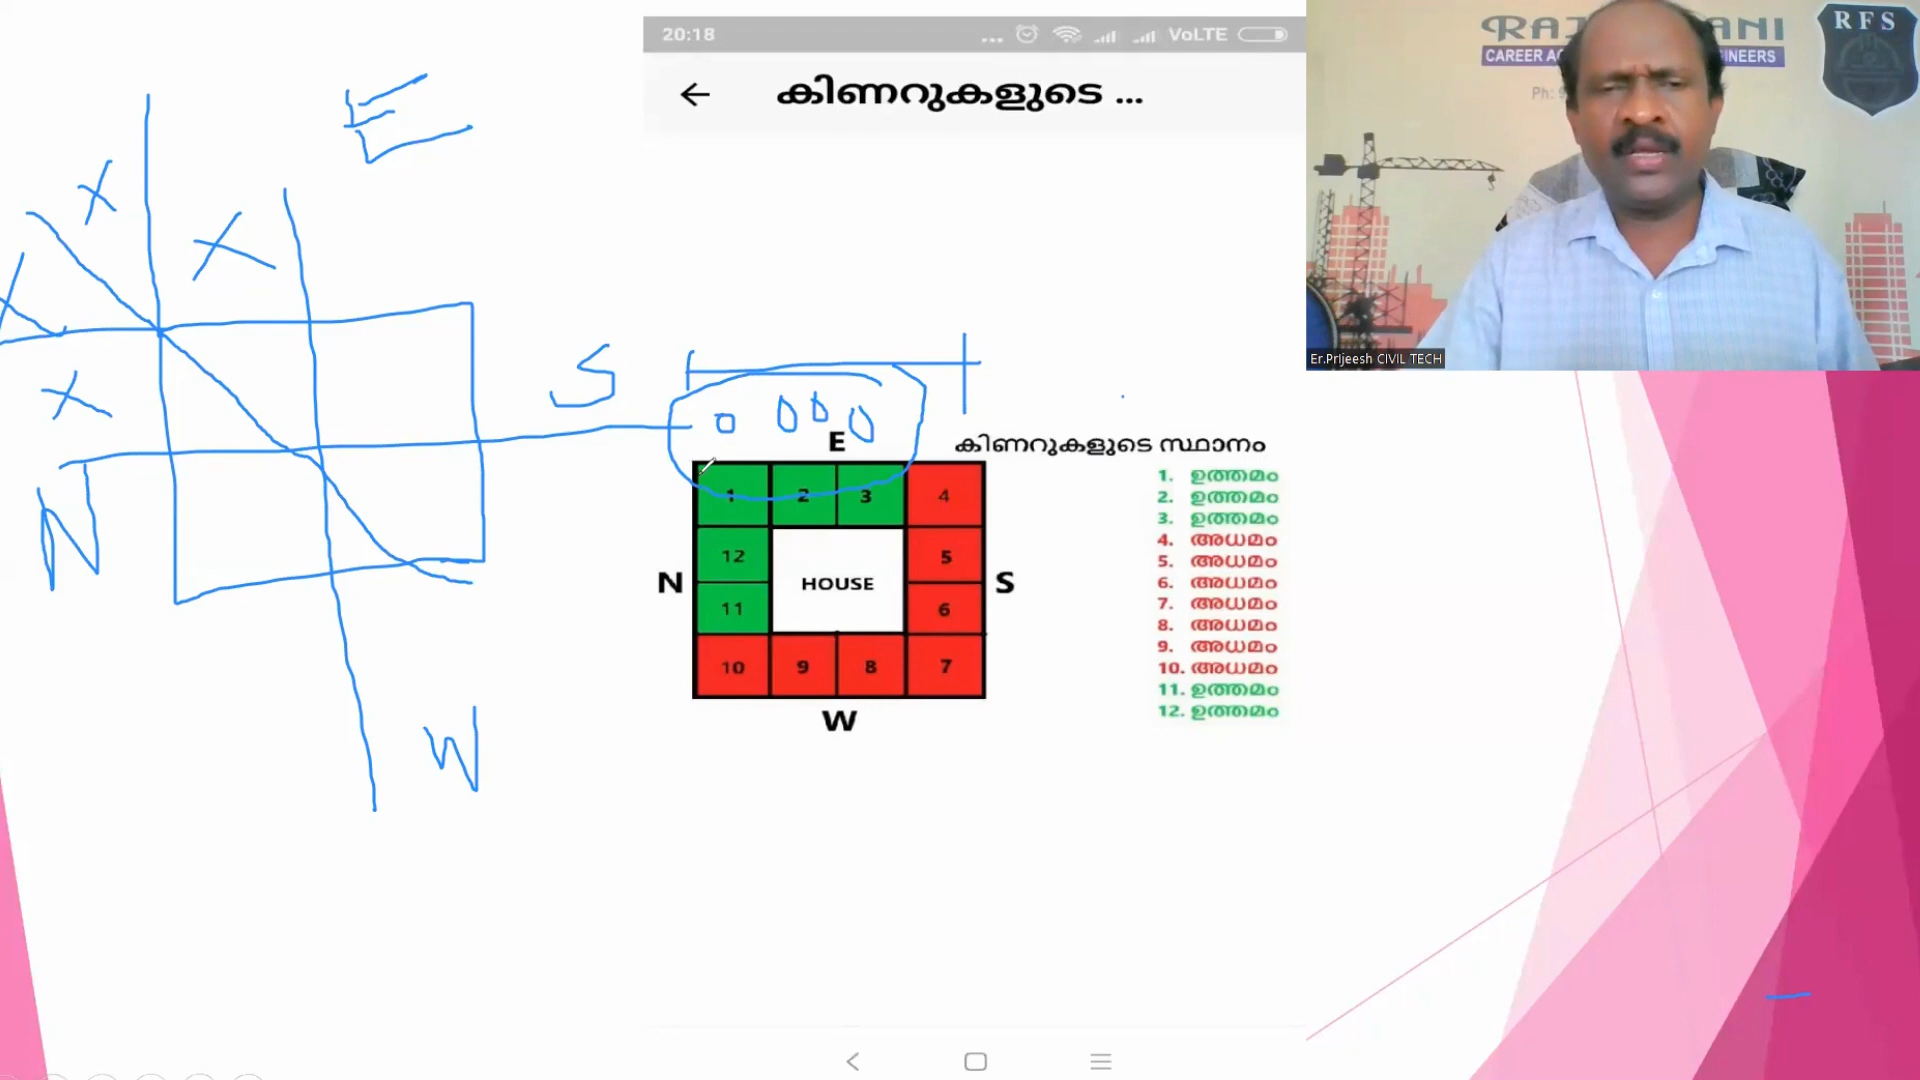 20:18
... VoLTE
കിണറുകളുടെ ...
RFS
CAREER
Ph:
Er.Prijeesh CIVIL TECH
E
S
N
W
E
കിണറുകളുടെ സ്ഥാനം
1 2 3 4
12 HOUSE 5
N S
11 6
10 9 8 7
W
1. ഉത്തമം
2. ഉത്തമം
3. ഉത്തമം
4. അധമം
5. അധമം
6. അധമം
7. അധമം
8. അധമം
9. അധമം
10. അധമം
11. ഉത്തമം
12. ഉത്തമം